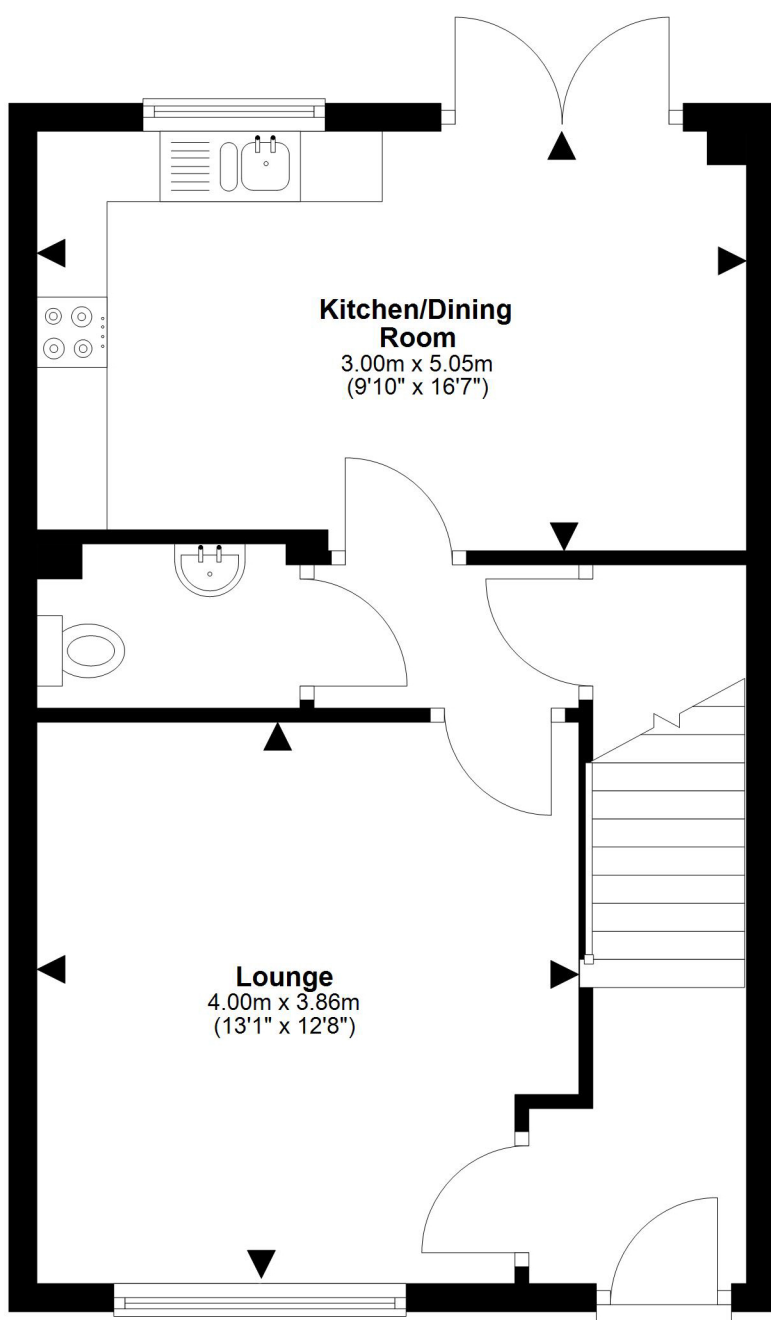 Kitchen/Dining
Room
3.00m x 5.05m
(9'10" x 16'7")
Lounge
4.00m x 3.86m
(13'1" x 12'8")